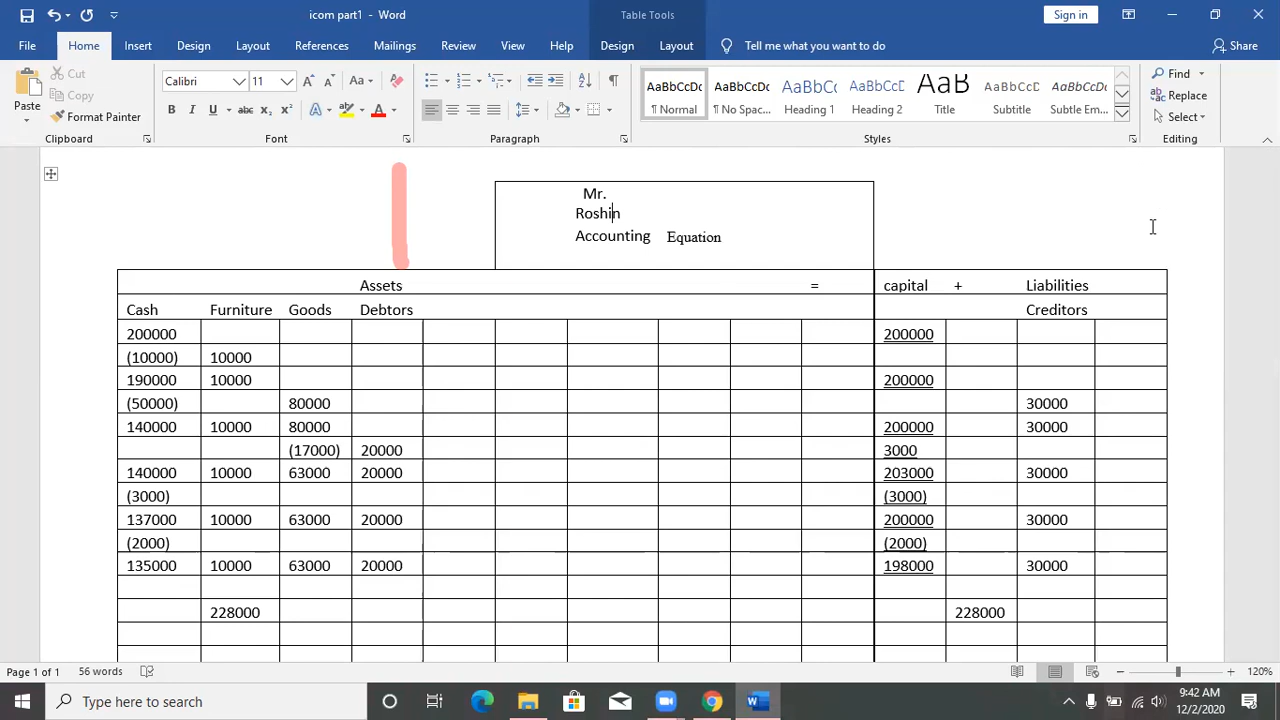 icom part1 - Word
Table Tools
Sign in
File Home Insert Design Layout References Mailings Review View Help Design Layout Tell me what you want to do Share
Paste
Cut
Copy
Format Painter
Clipboard
Calibri 11
Font
Paragraph
AaBbCcDc AaBbCcDc AaBbCc AaBbCcC AaB AaBbCcD AaBbCcD
¶ Normal ¶ No Spac... Heading 1 Heading 2 Title Subtitle Subtle Em...
Styles
Find
Replace
Select
Editing
Mr.
Roshin
Accounting Equation
Assets = capital + Liabilities
Cash Furniture Goods Debtors Creditors
200000 200000
(10000) 10000
190000 10000 200000
(50000) 80000 30000
140000 10000 80000 200000 30000
(17000) 20000 3000
140000 10000 63000 20000 203000 30000
(3000) (3000)
137000 10000 63000 20000 200000 30000
(2000) (2000)
135000 10000 63000 20000 198000 30000
228000 228000
Page 1 of 1 56 words 120%
Type here to search
9:42 AM
12/2/2020